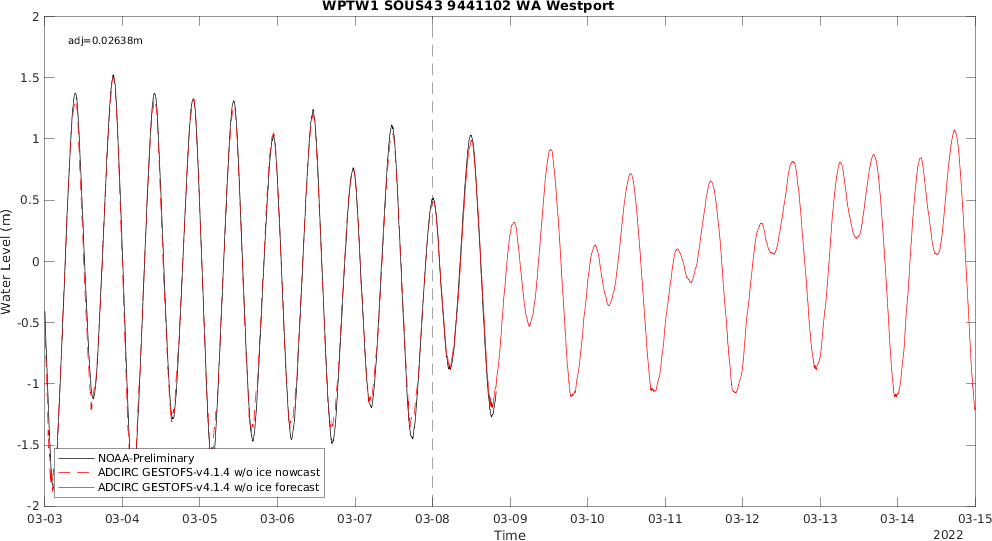 WPTW1 SOUS43 9441102 WA Westport
adj=0.02638m
2
1.5
1
0.5
0
-0.5
-1
-1.5
-2
Water Level (m)
NOAA-Preliminary
ADCIRC GESTOFS-v4.1.4 w/o ice nowcast
ADCIRC GESTOFS-v4.1.4 w/o ice forecast
03-03 03-04 03-05 03-06 03-07 03-08 03-09 03-10 03-11 03-12 03-13 03-14 03-15
Time
2022